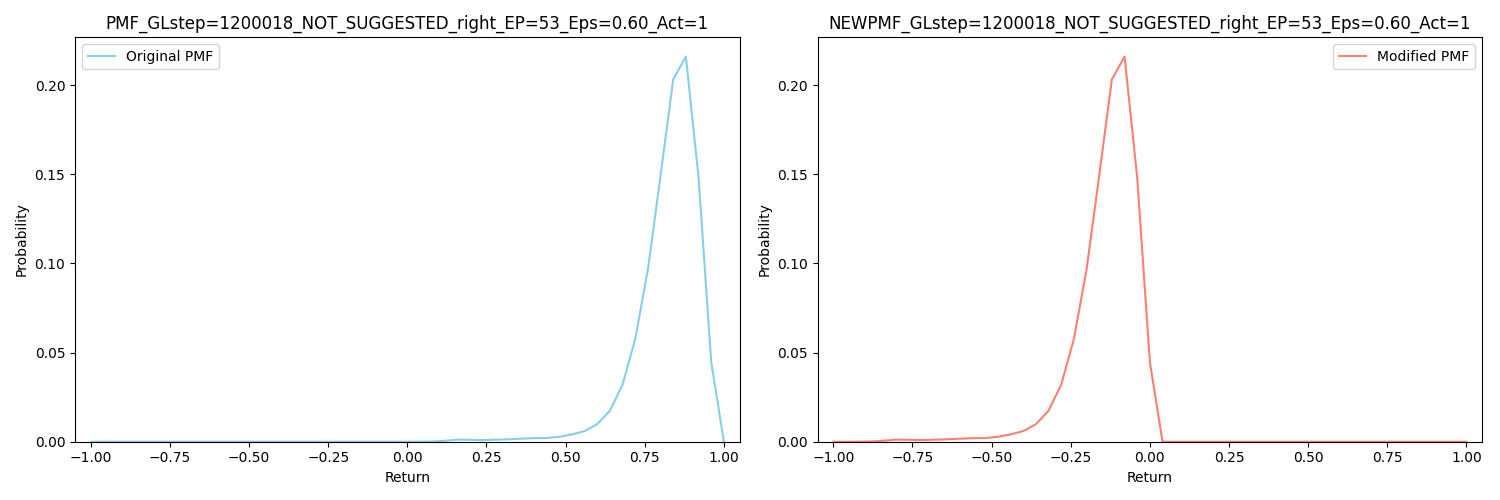 PMF_GLstep=1200018_NOT_SUGGESTED_right_EP=53_Eps=0.60_Act=1
Original PMF
0.20
0.15
0.10
0.05
0.00
Probability
−1.00 −0.75 −0.50 −0.25 0.00 0.25 0.50 0.75 1.00
Return
NEWPMF_GLstep=1200018_NOT_SUGGESTED_right_EP=53_Eps=0.60_Act=1
Modified PMF
0.20
0.15
0.10
0.05
0.00
Probability
−1.00 −0.75 −0.50 −0.25 0.00 0.25 0.50 0.75 1.00
Return